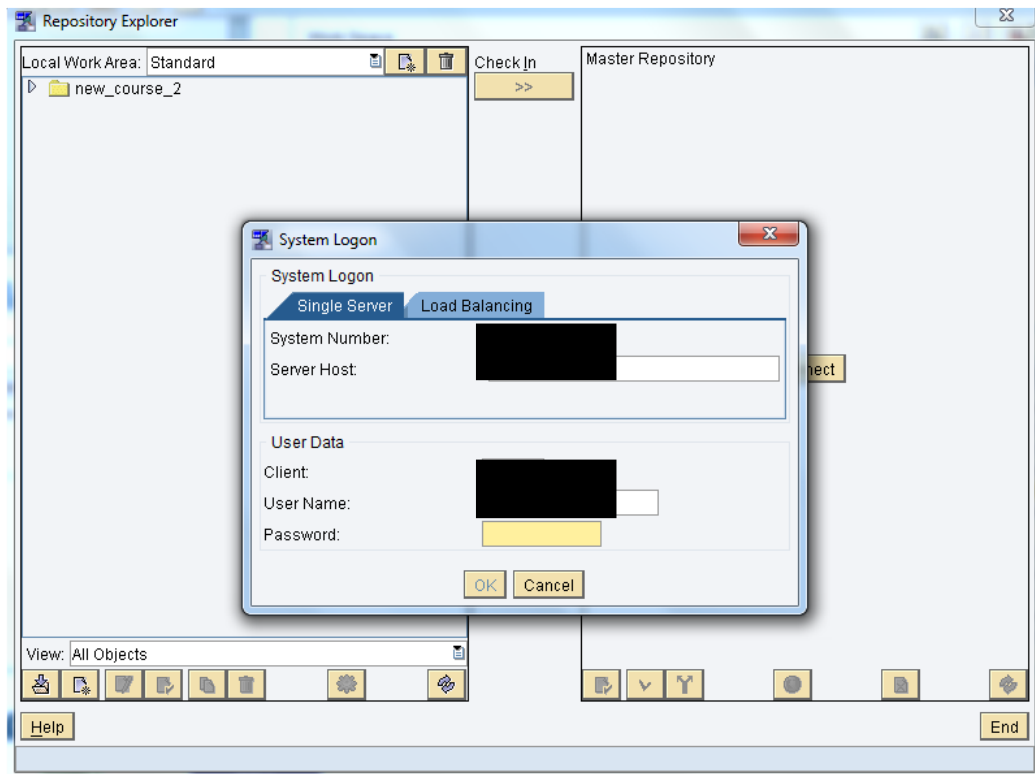 Repository Explorer
Local Work Area: Standard
Check In
Master Repository
new_course_2
>>
System Logon
System Logon
Single Server
Load Balancing
System Number:
Server Host:
User Data
Client:
User Name:
Password:
OK
Cancel
View: All Objects
Help
End